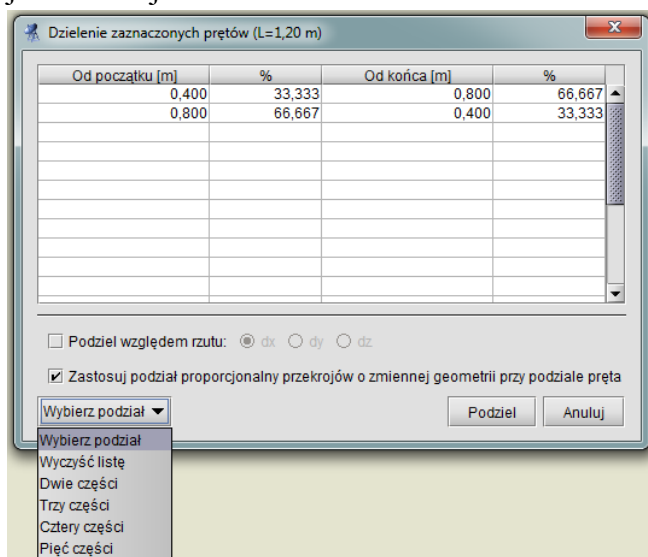 Dzielenie zaznaczonych prętów (L=1,20 m)
Od początku [m] % Od końca [m] %
0,400 33,333 0,800 66,667
0,800 66,667 0,400 33,333
Podziel względem rzutu: dx dy dz
Zastosuj podział proporcjonalny przekrojów o zmiennej geometrii przy podziale pręta
Wybierz podział Podziel Anuluj
Wybierz podział
Wyczyść listę
Dwie części
Trzy części
Cztery części
Pięć części